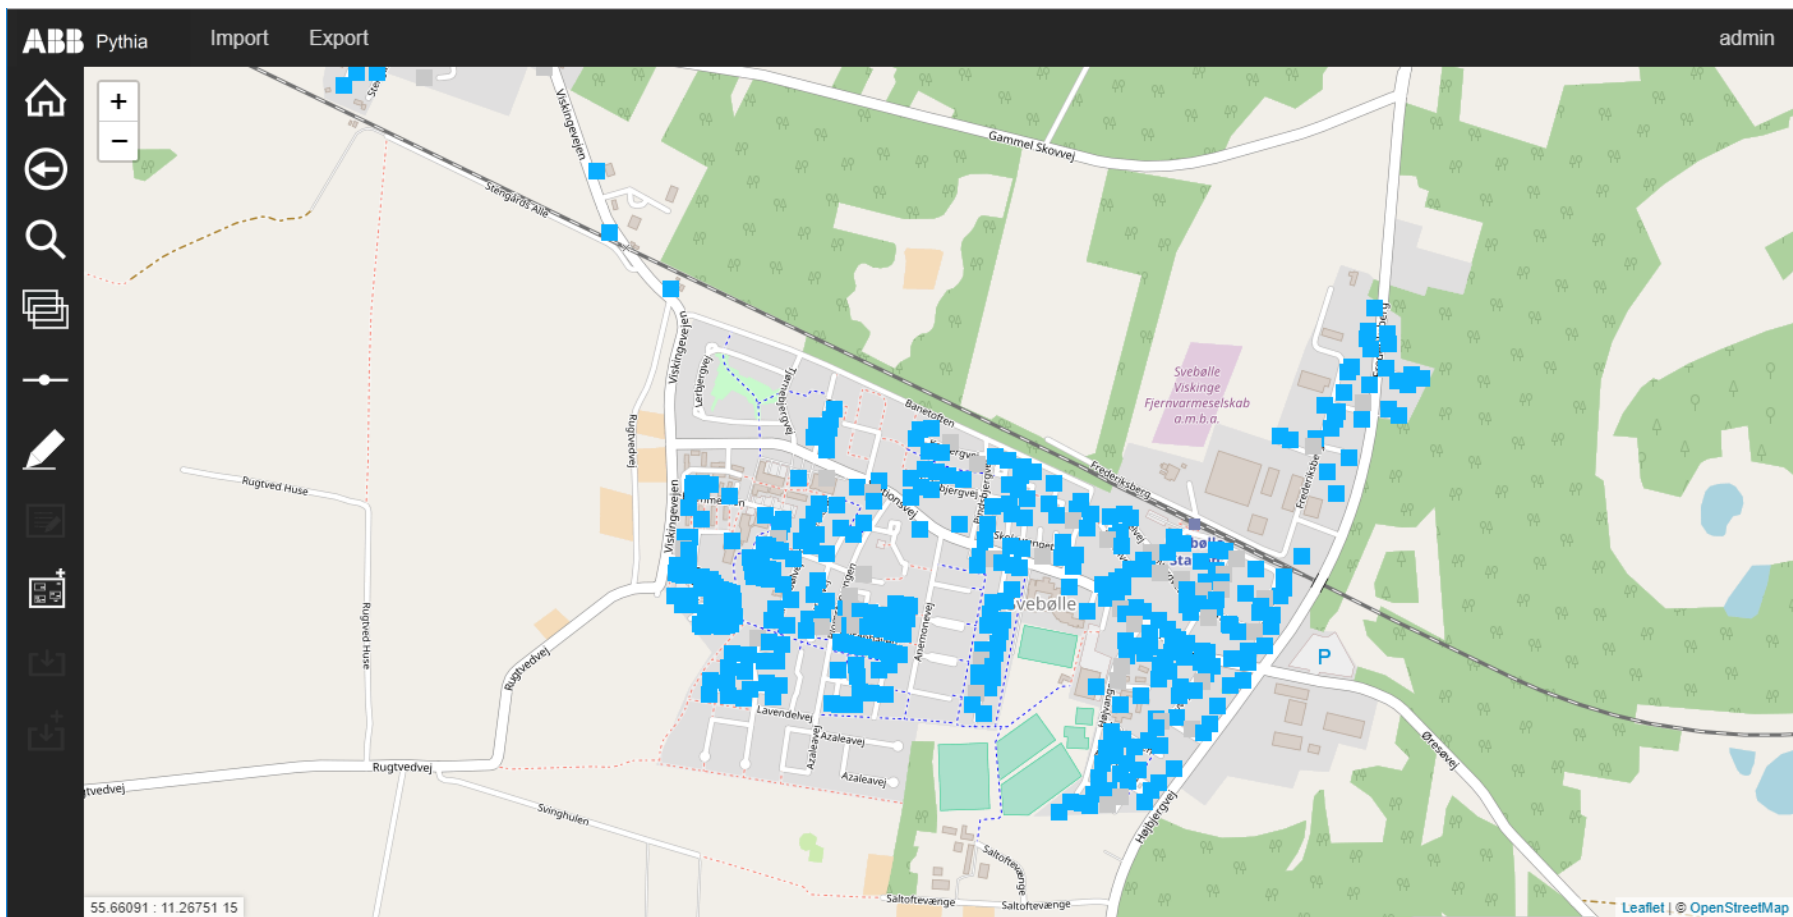 ABB Pythia Import Export admin
+
−
Viskingevejen
Gammel Skovvej
Stengårds Alle
Viskingevejen
Lerbjergvej
Tjørnebjergvej
Banetoften
Svebølle
Viskinge
Fjernvarmeselskab
a.m.b.a.
Rugtvedvej
Frederiksberg
Rugtved Huse
Viskingevejen
Rugtved Huse
Anemonevej
P
Rugtvedvej
Lavendelvej
Højvang
Azaleavej
Azaleavej
Azaleavej
Øresøvej
Rugtvedvej
Svinghulen
Højbjergvej
Saltoftevænge
Saltoftevænge
Saltoftevænge
55.66091 : 11.26751 15
Leaflet | © OpenStreetMap